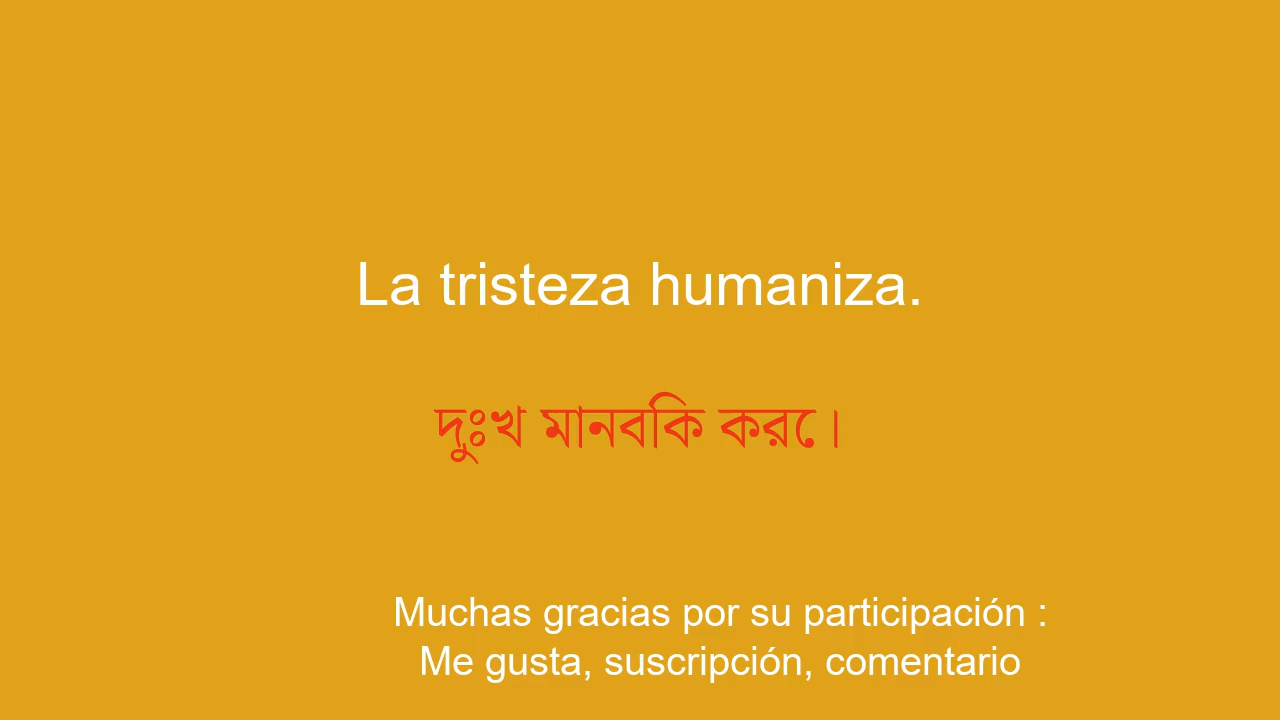 La tristeza humaniza.
দুঃখ মানবিক করে।
Muchas gracias por su participación :
Me gusta, suscripción, comentario